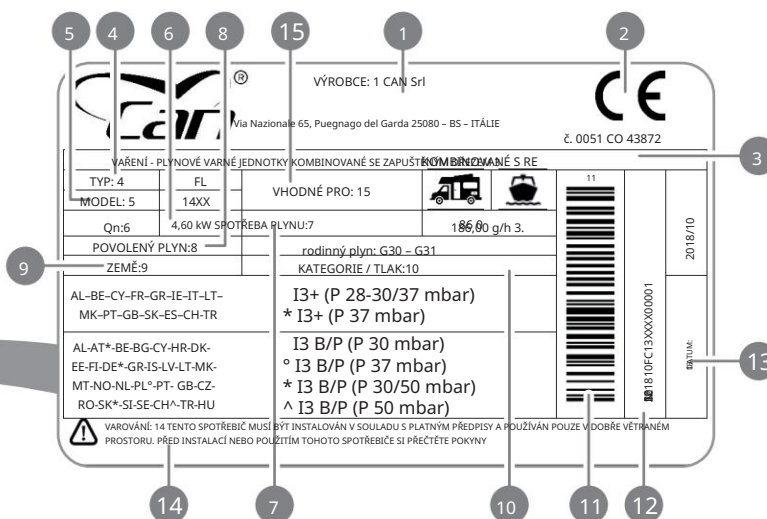 5 4 6 8 15 1 2
Can ®
VÝROBCE: 1 CAN Srl
CE
Via Nazionale 65, Puegnago del Garda 25080 – BS – ITÁLIE
č. 0051 CO 43872
VAŘENÍ - PLYNOVÉ VARNÉ JEDNOTKY KOMBINOVANÉ SE
3
TYP: 4 FL
VHODNÉ PRO: 15
11
MODEL: 5 14XX
Qn:6 4,60 kW SPOTŘEBA PLYNU:7 g/h 3.
2018/10
POVOLENÝ PLYN:8 rodinný plyn: G30 – G31
9
ZEMĚ:9 KATEGORIE / TLAK:10
AL–BE–CY–FR–GR–IE–IT–LT– I3+ (P 28-30/37 mbar)
MK–PT–GB–SK–ES–CH-TR * I3+ (P 37 mbar)
AL-AT*-BE-BG-CY-HR-DK- I3 B/P (P 30 mbar)
EE-FI-DE*-GR-IS-LV-LT-MK- ° I3 B/P (P 37 mbar)
MT-NO-NL-PL°-PT- GB-CZ- * I3 B/P (P 30/50 mbar)
RO-SK*-SI-SE-CH^-TR-HU ^ I3 B/P (P 50 mbar)
1810FC13XXXX00001
13
VAROVÁNÍ: 14 TENTO SPOTŘEBIČ MUSÍ BÝT INSTALOVÁN V SOULADU S PLATNÝM PŘEDPISY A POUŽÍVÁN POUZE V DOBŘE VĚTRANÉM
PROSTORU. PŘED INSTALACÍ NEBO POUŽITÍM TOHOTO SPOTŘEBIČE SI PŘEČTĚTE POKYNY
14 7 10 11 12